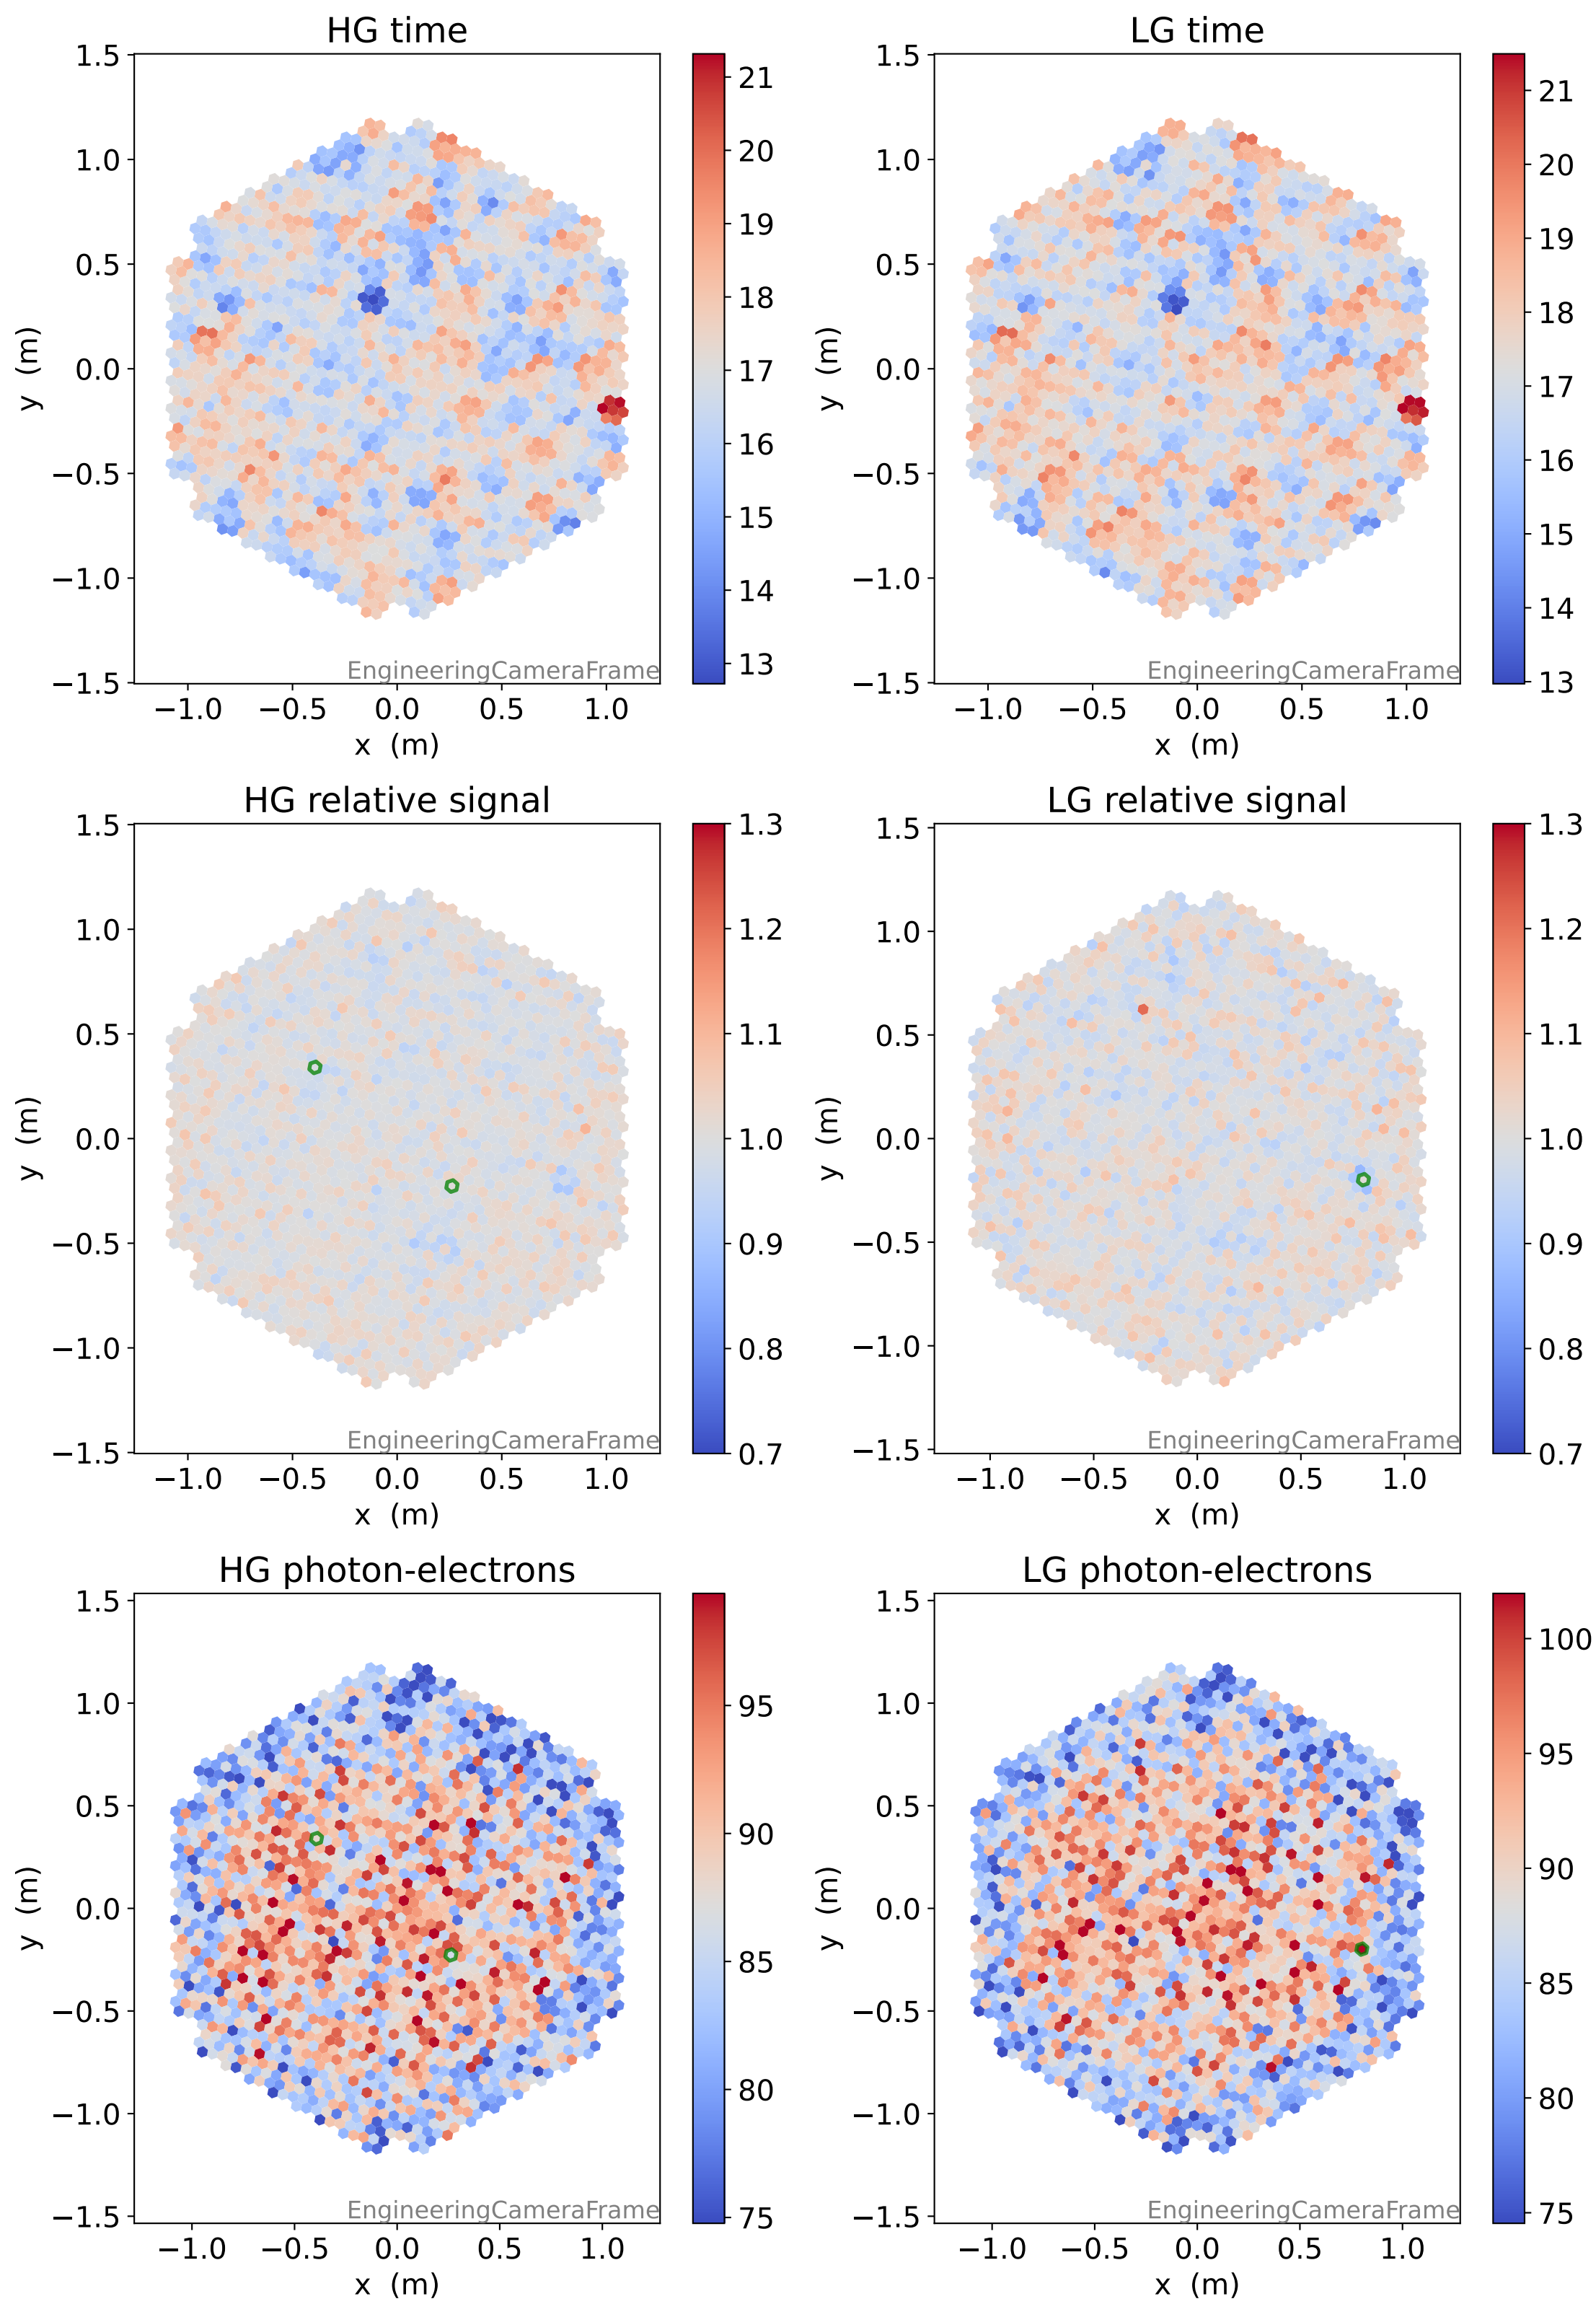 HG time
1.5
1.0
0.5
0.0
−0.5
−1.0
−1.5
y (m)
EngineeringCameraFrame
−1.0 −0.5 0.0 0.5 1.0
x (m)
21
20
19
18
17
16
15
14
13
LG time
1.5
1.0
0.5
0.0
−0.5
−1.0
−1.5
y (m)
EngineeringCameraFrame
−1.0 −0.5 0.0 0.5 1.0
x (m)
21
20
19
18
17
16
15
14
13
HG relative signal
1.5
1.0
0.5
0.0
−0.5
−1.0
−1.5
y (m)
EngineeringCameraFrame
−1.0 −0.5 0.0 0.5 1.0
x (m)
1.3
1.2
1.1
1.0
0.9
0.8
0.7
LG relative signal
1.5
1.0
0.5
0.0
−0.5
−1.0
−1.5
y (m)
EngineeringCameraFrame
−1.0 −0.5 0.0 0.5 1.0
x (m)
1.3
1.2
1.1
1.0
0.9
0.8
0.7
HG photon-electrons
1.5
1.0
0.5
0.0
−0.5
−1.0
−1.5
y (m)
EngineeringCameraFrame
−1.0 −0.5 0.0 0.5 1.0
x (m)
95
90
85
80
75
LG photon-electrons
1.5
1.0
0.5
0.0
−0.5
−1.0
−1.5
y (m)
EngineeringCameraFrame
−1.0 −0.5 0.0 0.5 1.0
x (m)
100
95
90
85
80
75